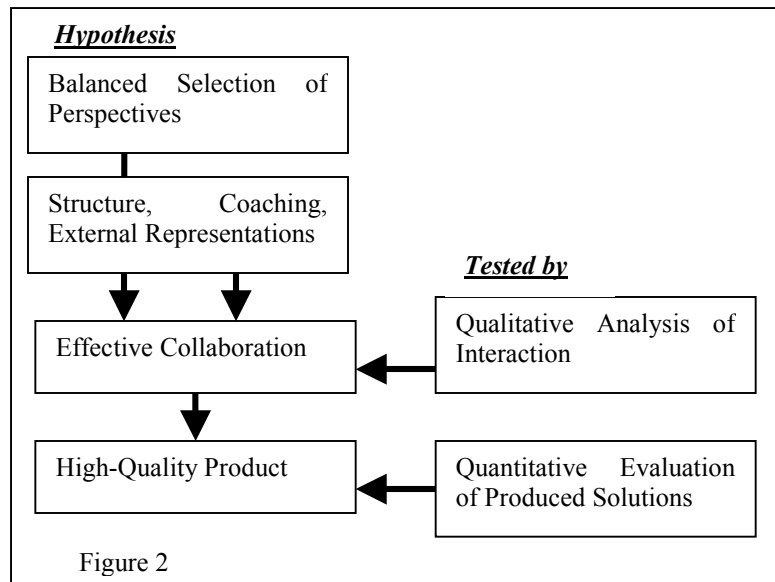 Hypothesis
Balanced Selection of
Perspectives
Structure, Coaching,
External Representations
Tested by
Effective Collaboration
Qualitative Analysis of
Interaction
High-Quality Product
Quantitative Evaluation
of Produced Solutions
Figure 2